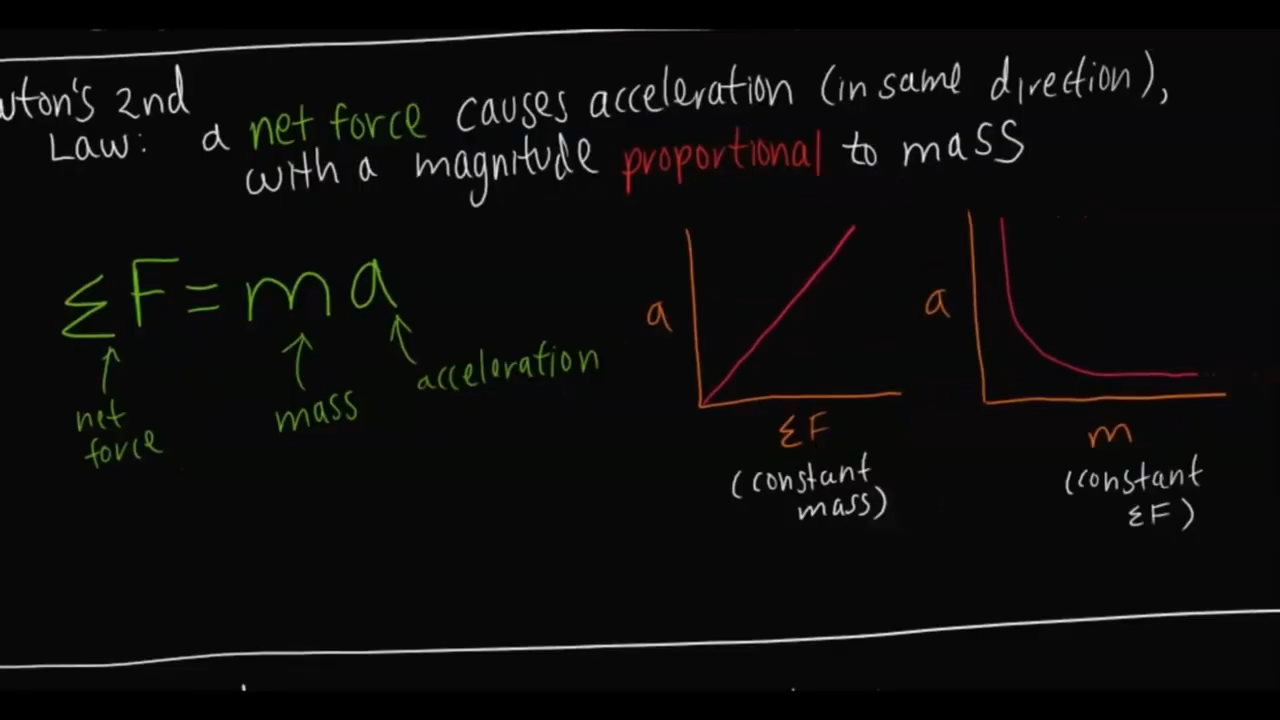 wton's 2nd
Law: a net force causes acceleration (in same direction),
with a magnitude proportional to mass
ΣF = ma
net
force
mass
acceleration
a
ΣF
(constant
mass)
a
m
(constant
ΣF)